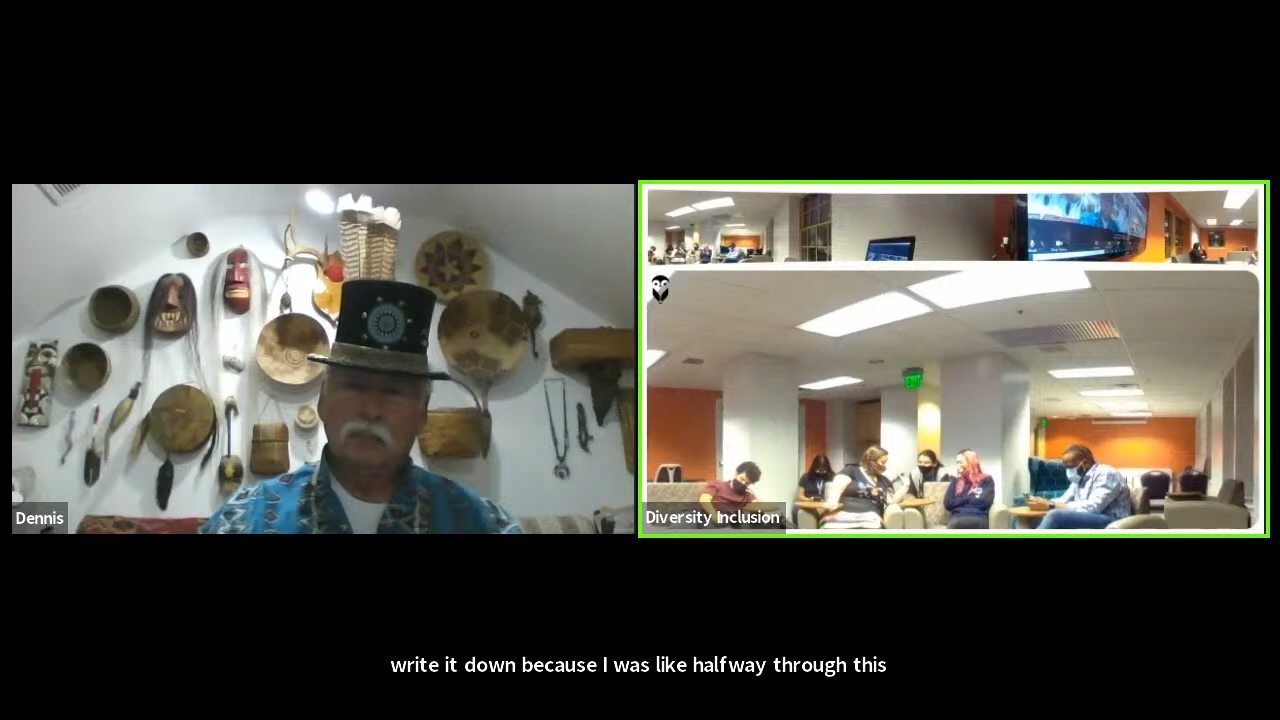 Dennis
Diversity Inclusion
write it down because I was like halfway through this